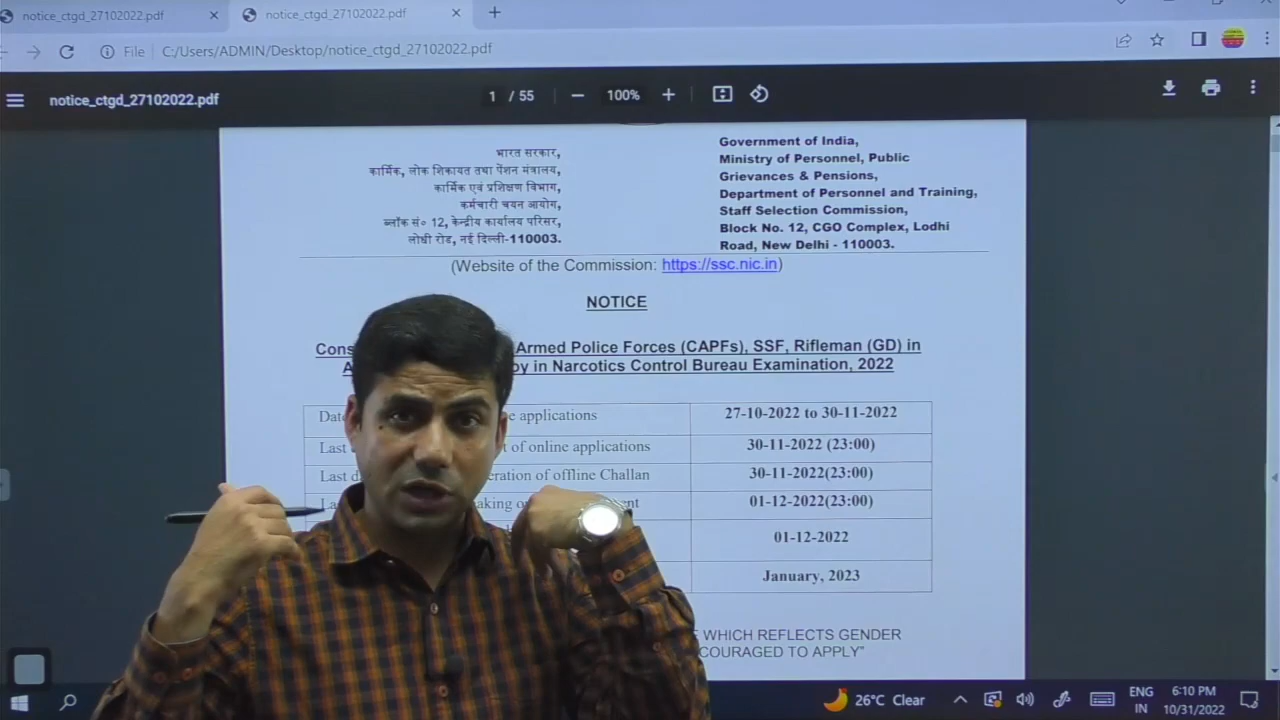 notice_ctgd_27102022.pdf
notice_ctgd_27102022.pdf
File C:/Users/ADMIN/Desktop/notice_ctgd_27102022.pdf
notice_ctgd_27102022.pdf
1 / 55
100%
भारत सरकार,
कार्मिक, लोक शिकायत तथा पेंशन मंत्रालय,
कार्मिक एवं प्रशिक्षण विभाग,
कर्मचारी चयन आयोग,
ब्लॉक सं० 12, केन्द्रीय कार्यालय परिसर,
लोधी रोड, नई दिल्ली-110003.
Government of India,
Ministry of Personnel, Public
Grievances & Pensions,
Department of Personnel and Training,
Staff Selection Commission,
Block No. 12, CGO Complex, Lodhi
Road, New Delhi - 110003.
(Website of the Commission: https://ssc.nic.in)
NOTICE
Armed Police Forces (CAPFs), SSF, Rifleman (GD) in
in Narcotics Control Bureau Examination, 2022
applications 27-10-2022 to 30-11-2022
of online applications 30-11-2022 (23:00)
of offline Challan 30-11-2022(23:00)
01-12-2022(23:00)
01-12-2022
January, 2023
WHICH REFLECTS GENDER
TO APPLY”
26°C Clear
ENG
IN
6:10 PM
10/31/2022